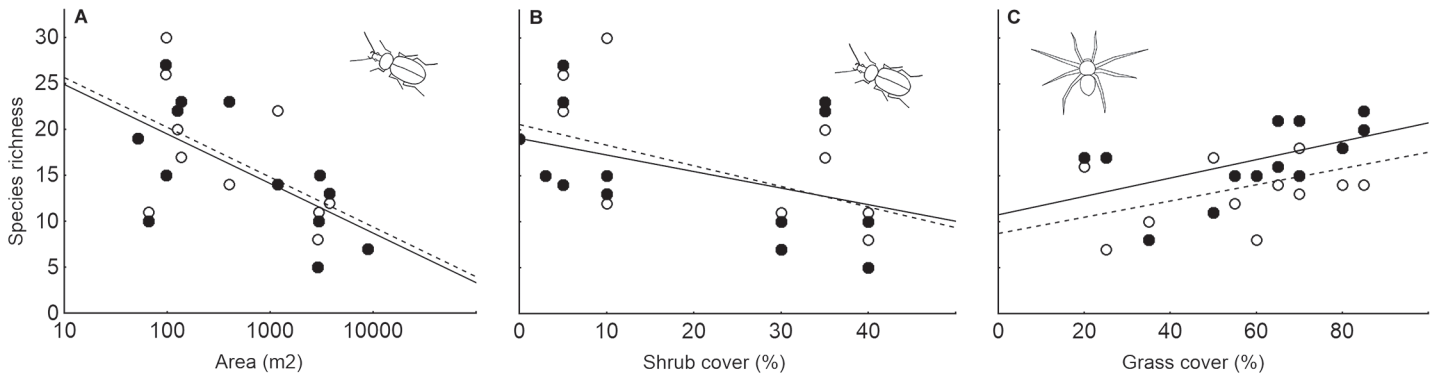 A
B
C
Species richness
30
25
20
15
10
5
0
10 100 1000 10000
0 10 20 30 40
0 20 40 60 80
Area (m2)
Shrub cover (%)
Grass cover (%)